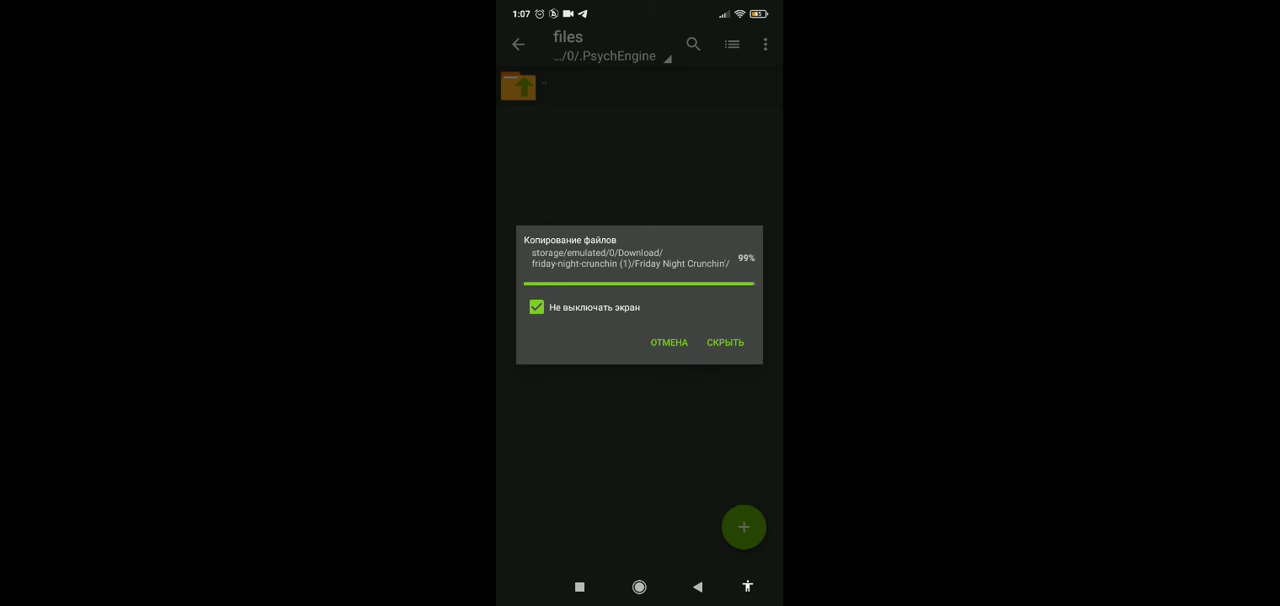 1:07
files
.../0/.PsychEngine
..
Копирование файлов
storage/emulated/0/Download/
friday-night-crunchin (1)/Friday Night Crunchin'/
99%
Не выключать экран
ОТМЕНА СКРЫТЬ